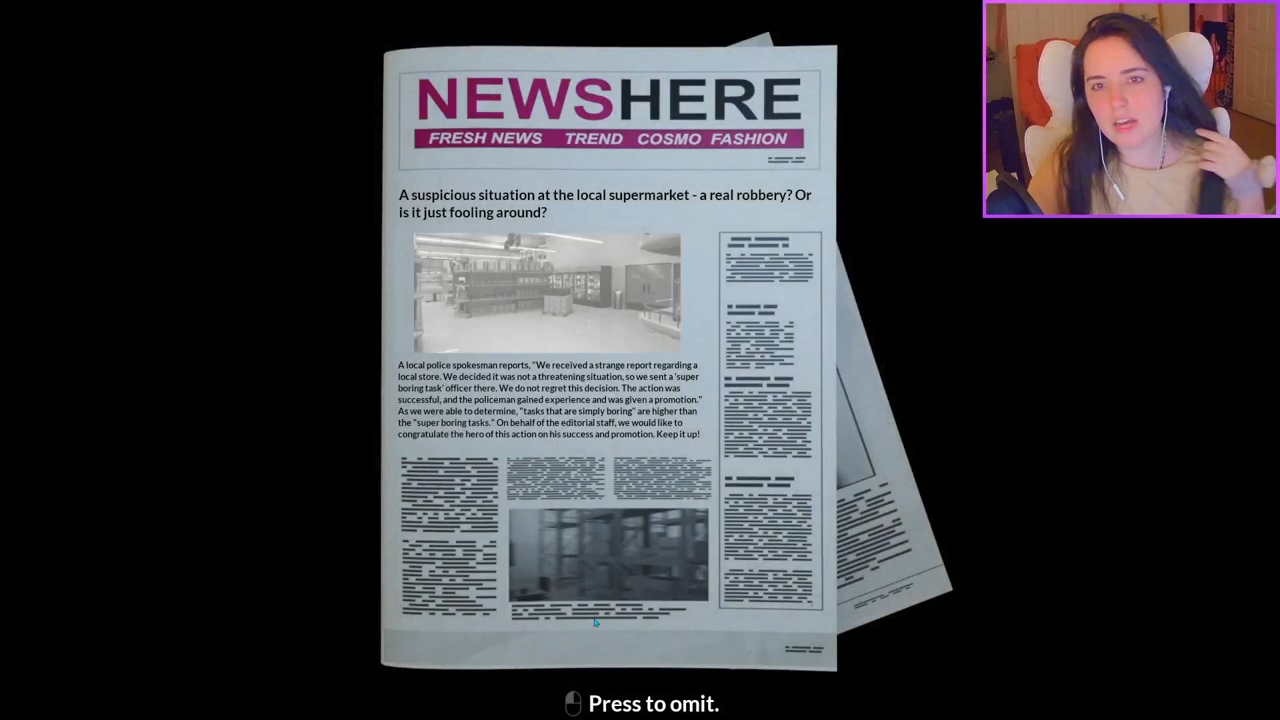 NEWSHERE
FRESH NEWS TREND COSMO FASHION
A suspicious situation at the local supermarket - a real robbery? Or
is it just fooling around?
A local police spokesman reports, "We received a strange report regarding a
local store. We decided it was not a threatening situation, so we sent a 'super
boring task' officer there. We do not regret this decision. The action was
successful, and the policeman gained experience and was given a promotion."
As we were able to determine, "tasks that are simply boring" are higher than
the "super boring tasks." On behalf of the editorial staff, we would like to
congratulate the hero of this action on his success and promotion. Keep it up!
Press to omit.